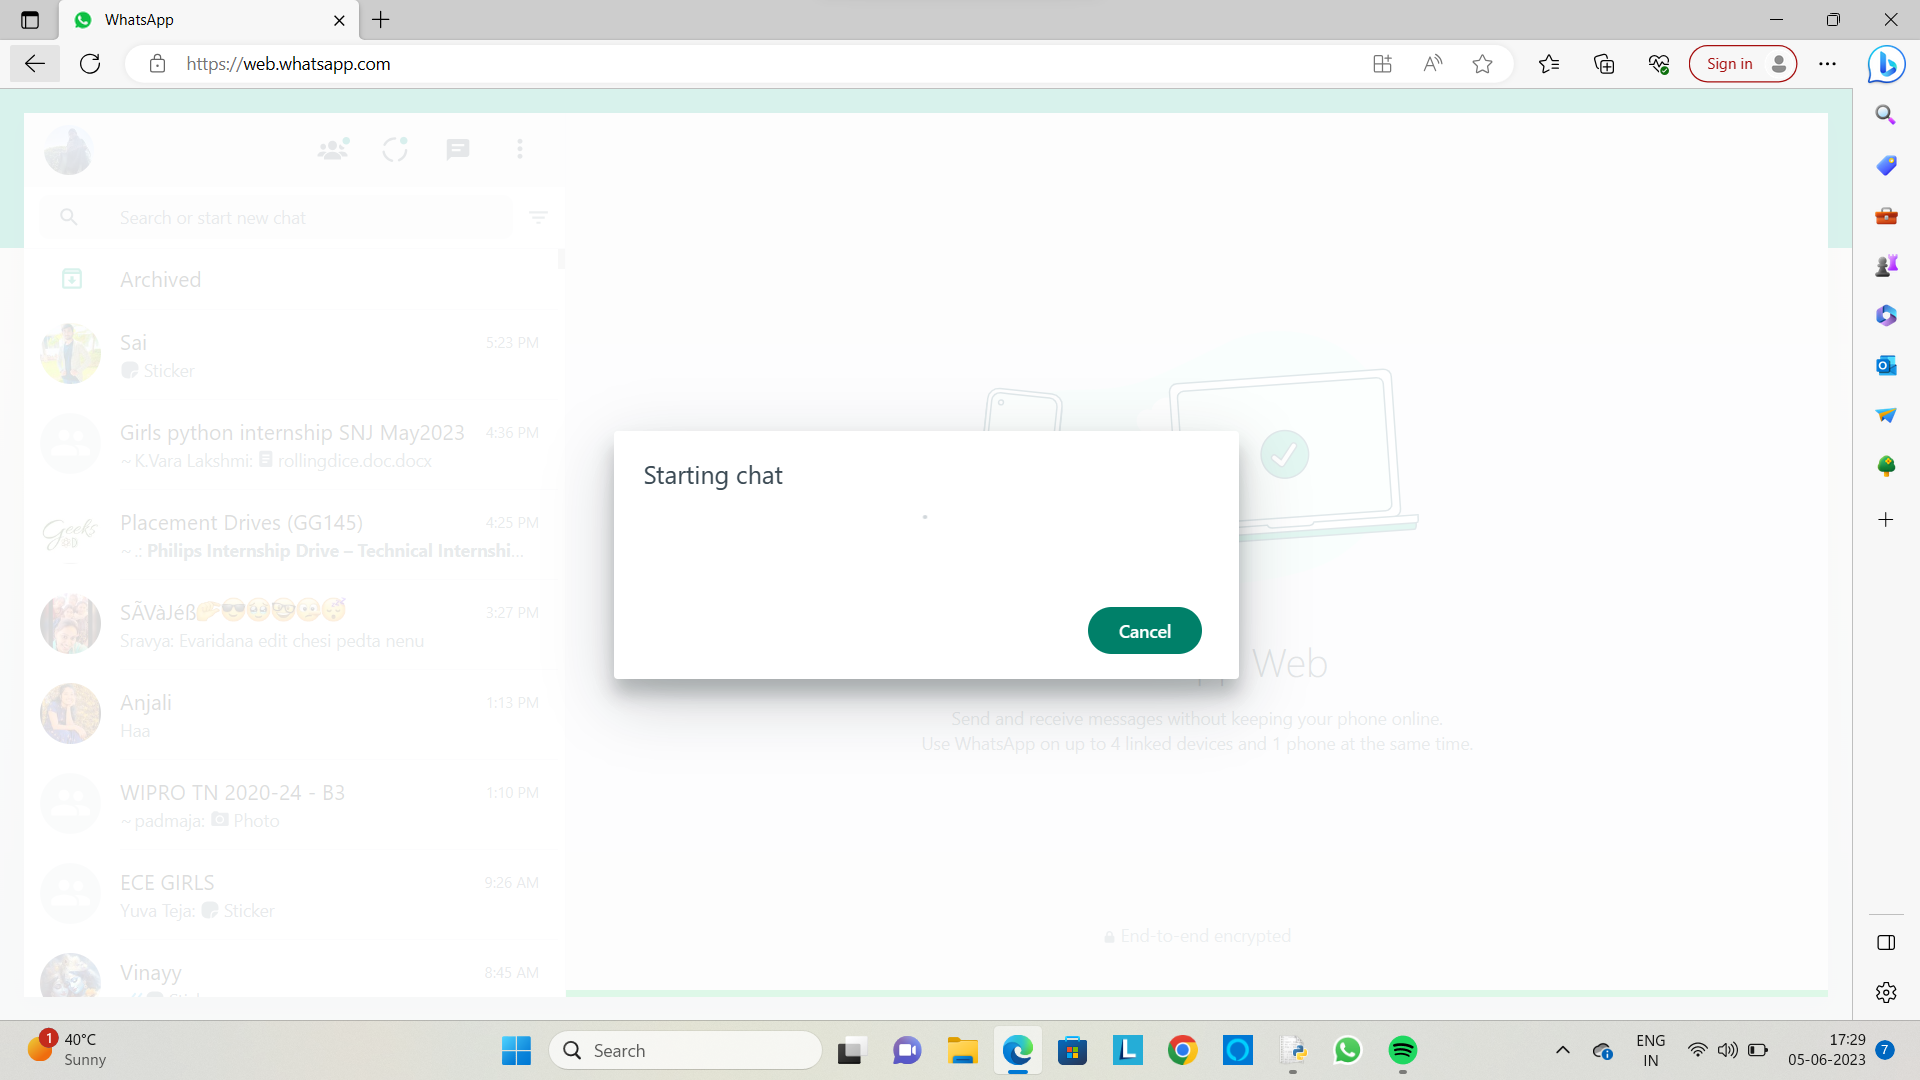 WhatsApp
https://web.whatsapp.com
Sign in
Search or start new chat
Archived
Sai
5:23 PM
Sticker
Girls python internship SNJ May2023
4:36 PM
~K.Vara Lakshmi: rollingdice.doc.docx
Geeks
Placement Drives (GG145)
4:25 PM
~.: Philips Internship Drive – Technical Internshi...
SÃVàJéß🤌😎🥹🤓🫠😴
3:27 PM
Sravya: Evaridana edit chesi pedta nenu
Anjali
1:13 PM
Haa
WIPRO TN 2020-24 - B3
1:10 PM
~padmaja: Photo
ECE GIRLS
9:26 AM
Yuva Teja: Sticker
Vinayy
8:45 AM
Starting chat
Cancel
Web
Send and receive messages without keeping your phone online.
Use WhatsApp on up to 4 linked devices and 1 phone at the same time.
End-to-end encrypted
1
40°C
Sunny
Search
L
ENG
IN
17:29
05-06-2023
7